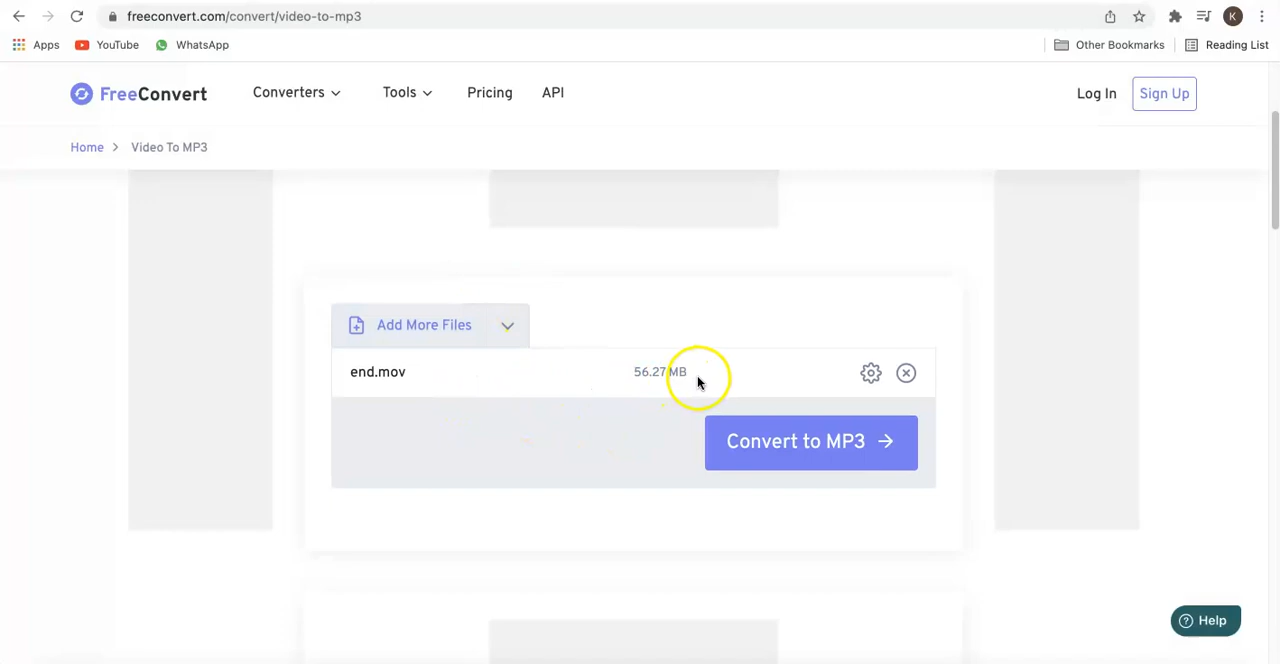 freeconvert.com/convert/video-to-mp3
K
Apps YouTube WhatsApp Other Bookmarks Reading List
FreeConvert Converters Tools Pricing API Log In Sign Up
Home > Video To MP3
Add More Files
end.mov 56.27 MB
Convert to MP3 →
? Help